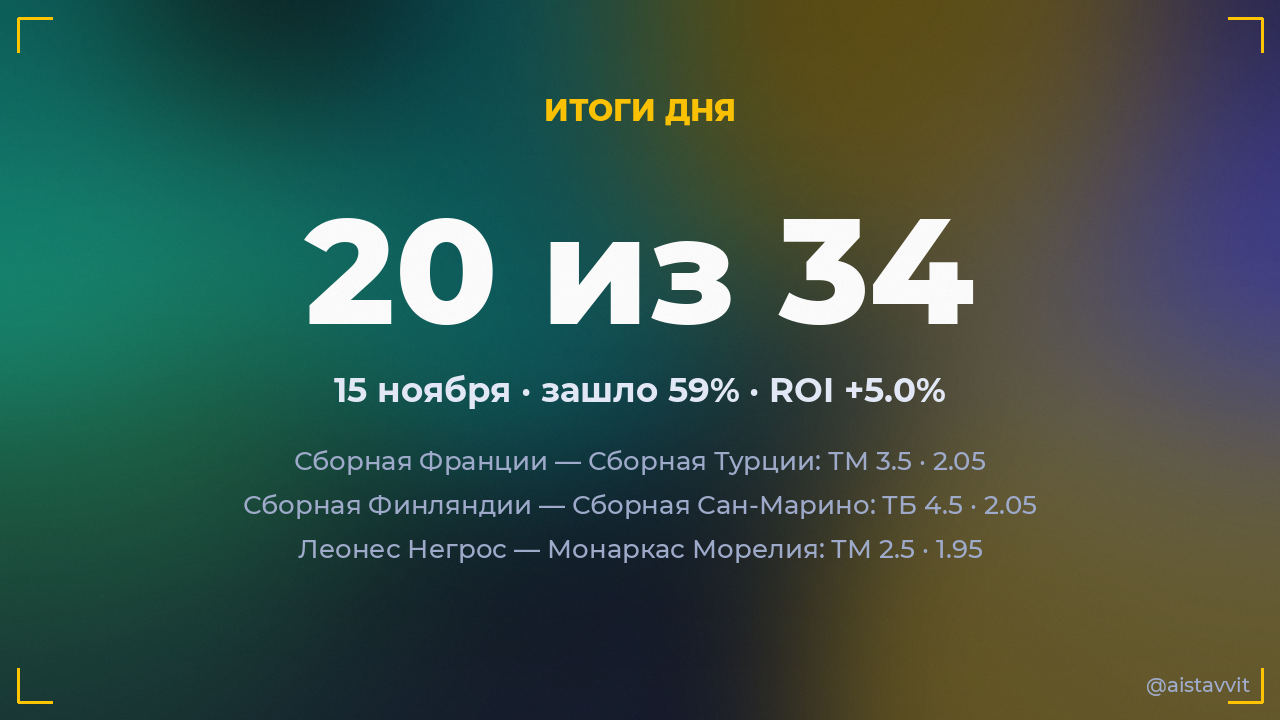 ИТОГИ ДНЯ
20 из 34
15 ноября · зашло 59% · ROI +5.0%
Сборная Франции — Сборная Турции: ТМ 3.5 · 2.05
Сборная Финляндии — Сборная Сан-Марино: ТБ 4.5 · 2.05
Леонес Негрос — Монаркас Морелия: ТМ 2.5 · 1.95
@aistavvit